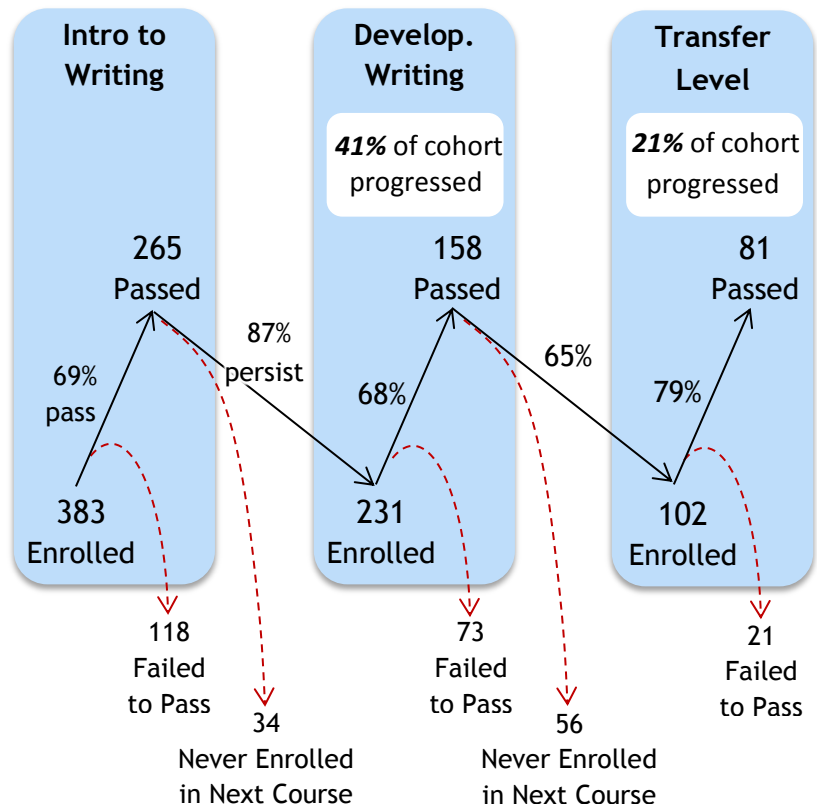 Intro to
Writing
Develop.
Writing
Transfer
Level
41% of cohort
progressed
21% of cohort
progressed
265
Passed
158
Passed
81
Passed
87%
persist
65%
69%
pass
68%
79%
383
Enrolled
231
Enrolled
102
Enrolled
118
Failed
to Pass
73
Failed
to Pass
21
Failed
to Pass
34
Never Enrolled
in Next Course
56
Never Enrolled
in Next Course